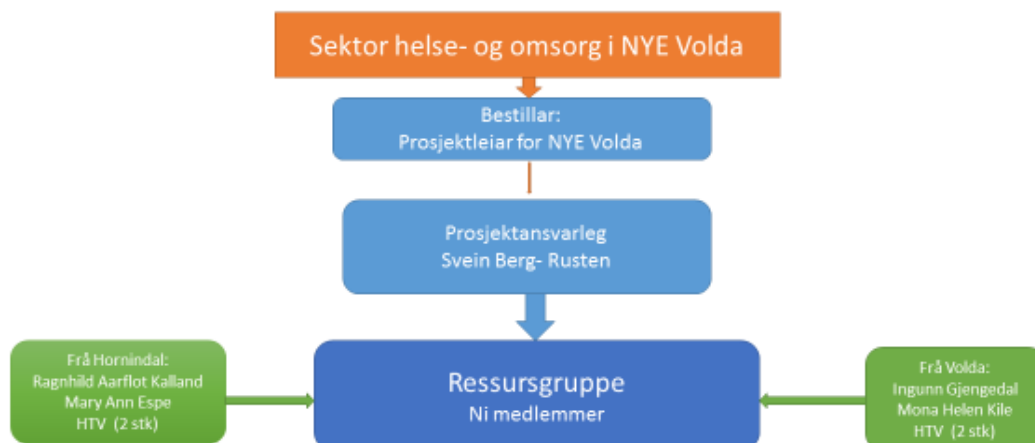 Sektor helse- og omsorg i NYE Volda
Bestillar:
Prosjektleiar for NYE Volda
Prosjektansvarleg
Svein Berg- Rusten
Frå Hornindal:
Ragnhild Aarflot Kalland
Mary Ann Espe
HTV (2 stk)
Ressursgruppe
Ni medlemmer
Frå Volda:
Ingunn Gjengedal
Mona Helen Kile
HTV (2 stk)